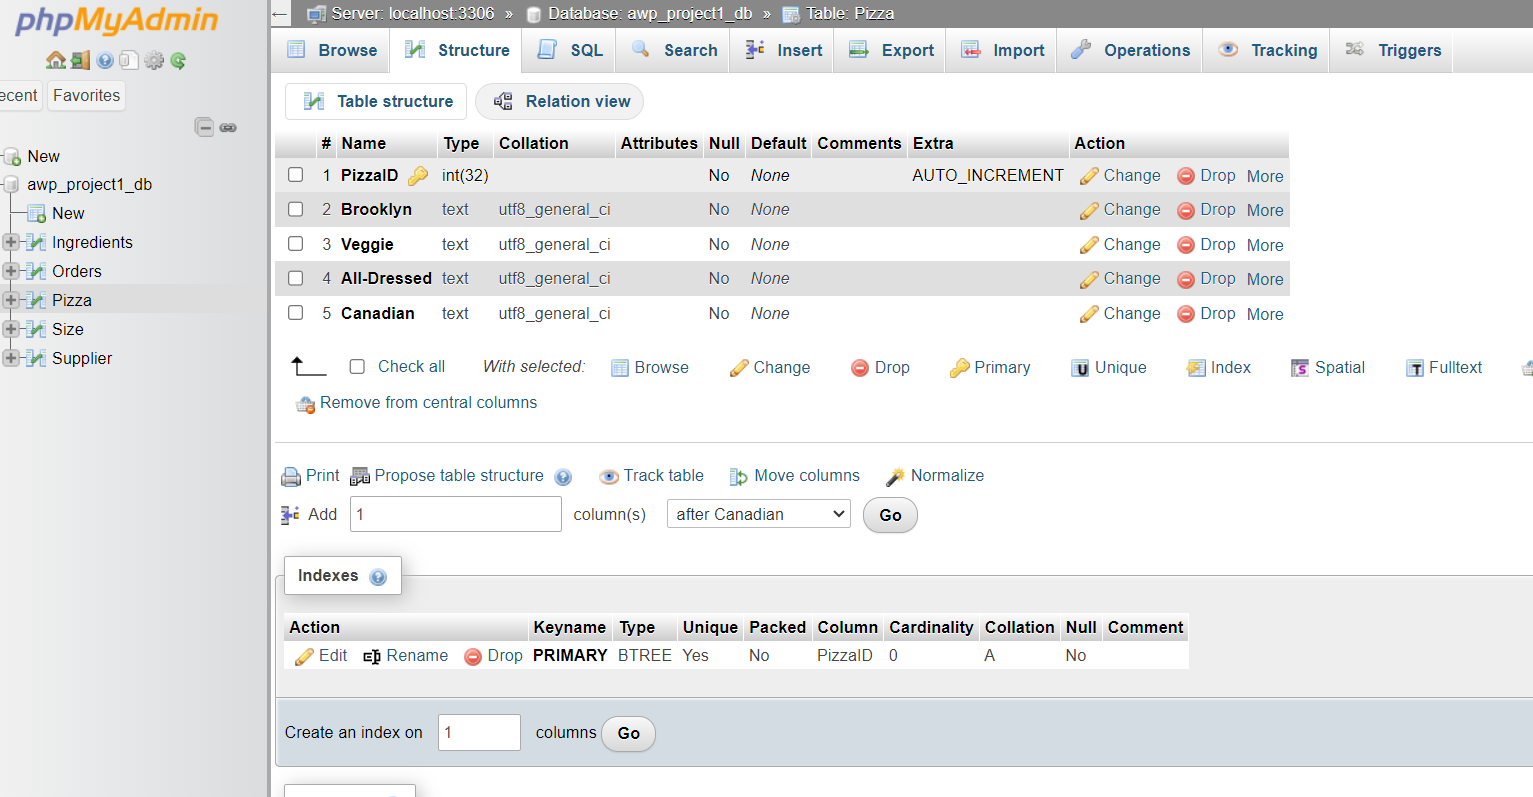 phpMyAdmin
ecent Favorites
New
awp_project1_db
New
Ingredients
Orders
Pizza
Size
Supplier
← Server: localhost:3306 » Database: awp_project1_db » Table: Pizza
Browse Structure SQL Search Insert Export Import Operations Tracking Triggers
Table structure Relation view
# Name Type Collation Attributes Null Default Comments Extra Action
1 PizzaID int(32) No None AUTO_INCREMENT Change Drop More
2 Brooklyn text utf8_general_ci No None Change Drop More
3 Veggie text utf8_general_ci No None Change Drop More
4 All-Dressed text utf8_general_ci No None Change Drop More
5 Canadian text utf8_general_ci No None Change Drop More
Check all With selected: Browse Change Drop Primary Unique Index Spatial Fulltext
Remove from central columns
Print Propose table structure Track table Move columns Normalize
Add 1 column(s) after Canadian Go
Indexes
Action Keyname Type Unique Packed Column Cardinality Collation Null Comment
Edit Rename Drop PRIMARY BTREE Yes No PizzaID 0 A No
Create an index on 1 columns Go